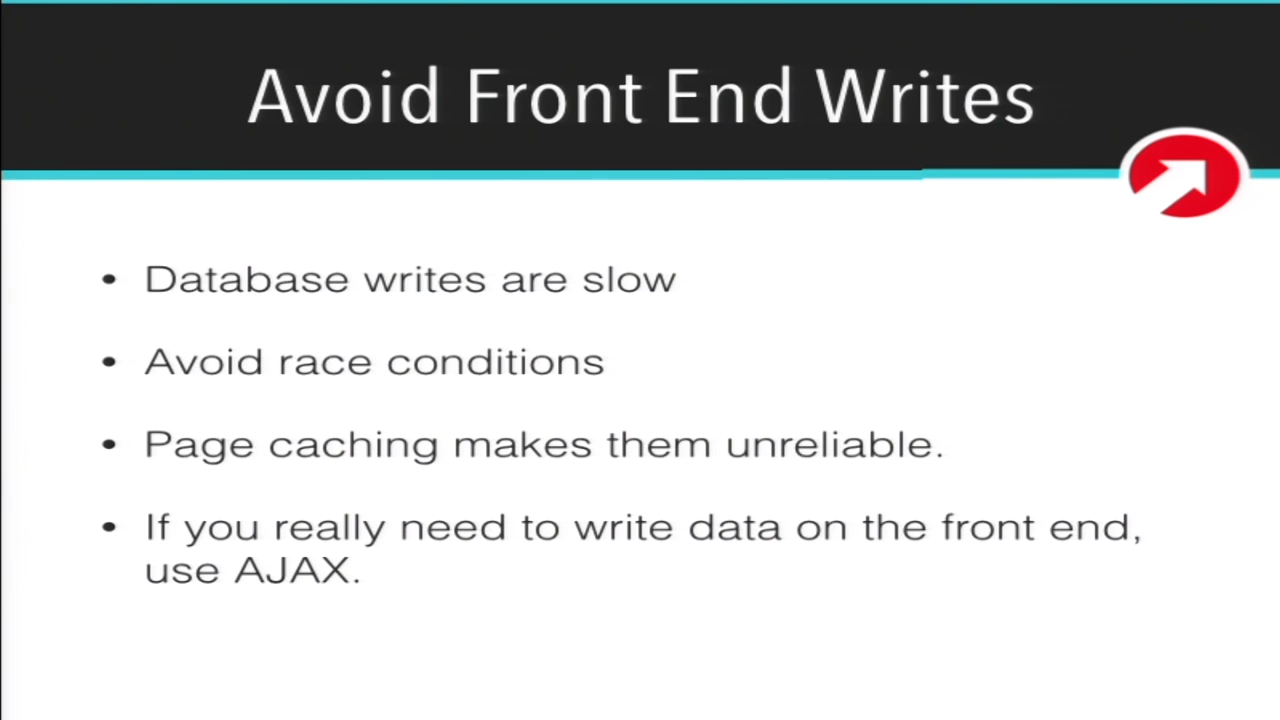 Avoid Front End Writes
• Database writes are slow
• Avoid race conditions
• Page caching makes them unreliable.
• If you really need to write data on the front end,
use AJAX.